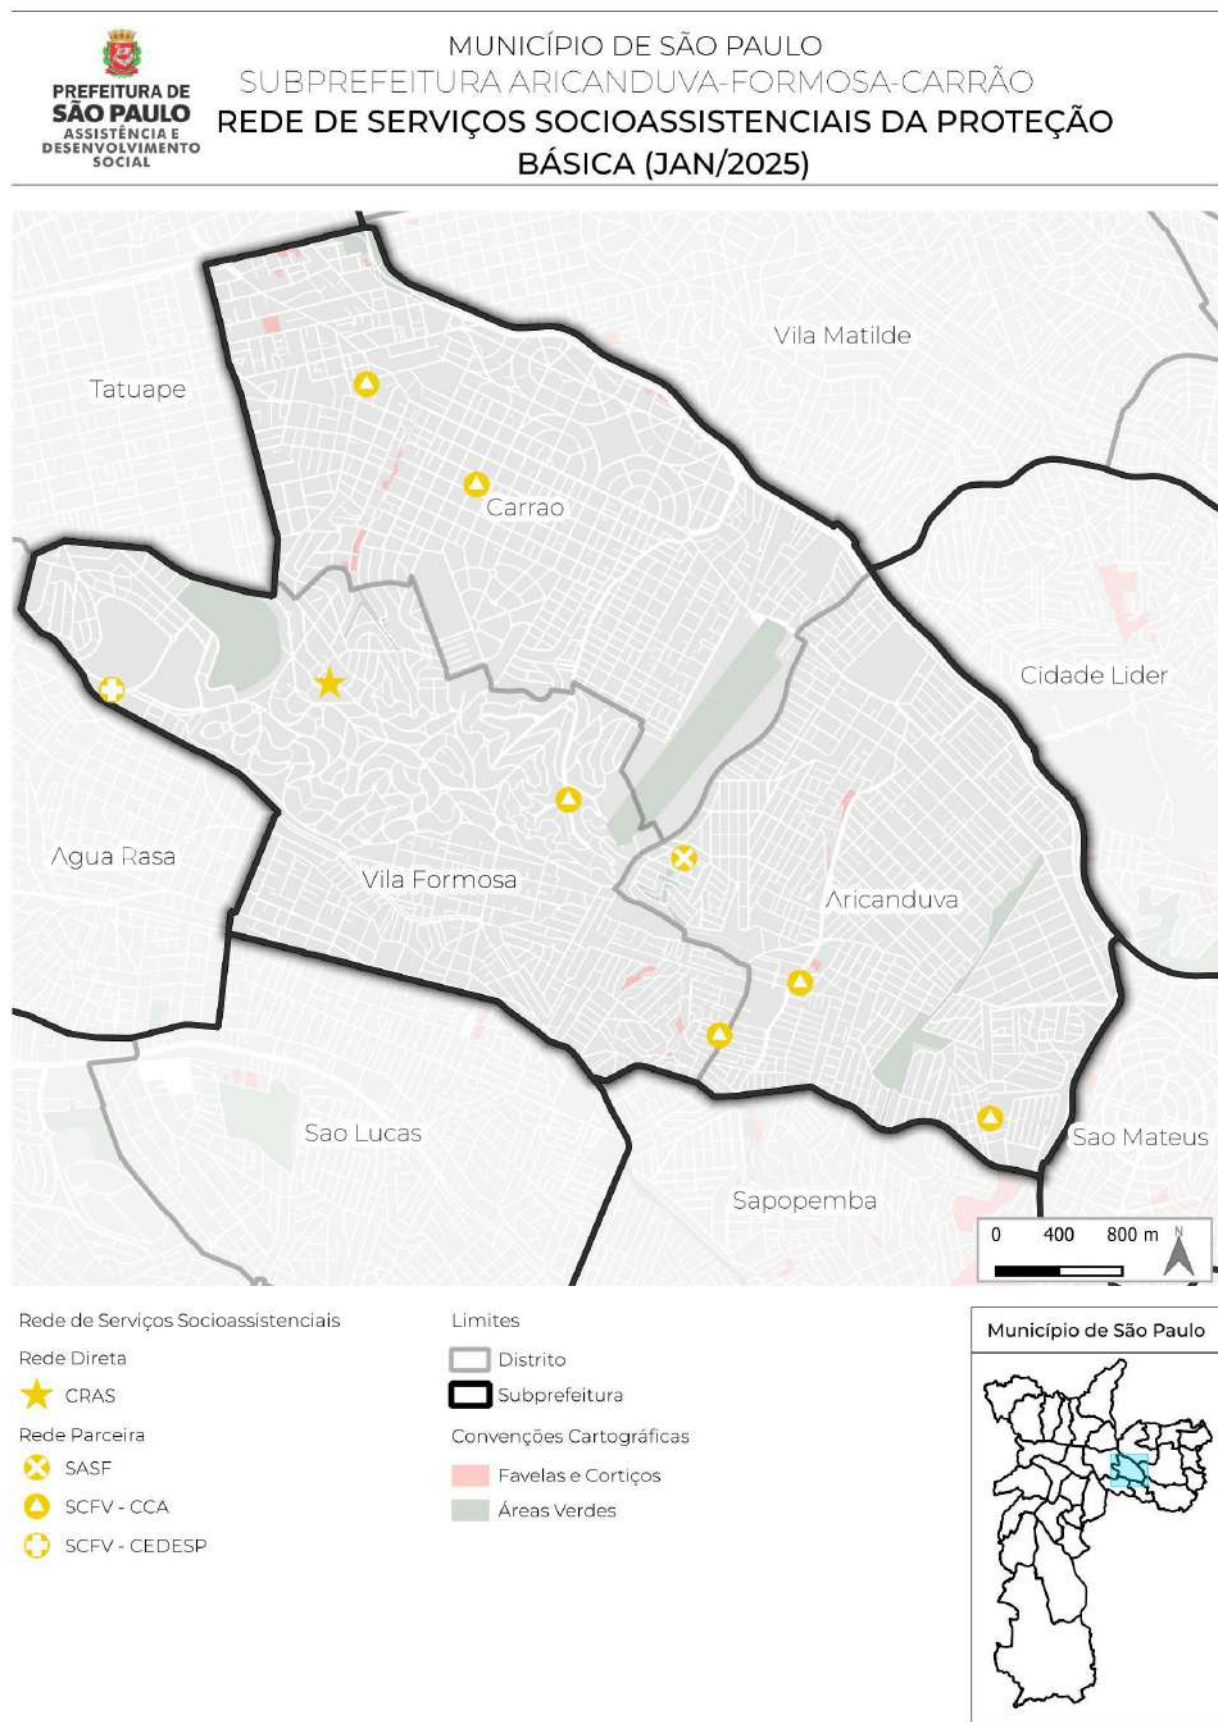 PREFEITURA DE
SÃO PAULO
ASSISTÊNCIA E
DESENVOLVIMENTO
SOCIAL
MUNICÍPIO DE SÃO PAULO
SUBPREFEITURA ARICANDUVA-FORMOSA-CARRÃO
REDE DE SERVIÇOS SOCIOASSISTENCIAIS DA PROTEÇÃO
BÁSICA (JAN/2025)
Vila Matilde
Tatuape
Carrao
Cidade Lider
Agua Rasa
Vila Formosa
Aricanduva
Sao Lucas
Sao Mateus
Sapopemba
0 400 800 m N
Rede de Serviços Socioassistenciais
Rede Direta
CRAS
Rede Parceira
SASF
SCFV - CCA
SCFV - CEDESP
Limites
Distrito
Subprefeitura
Convenções Cartográficas
Favelas e Cortiços
Áreas Verdes
Município de São Paulo